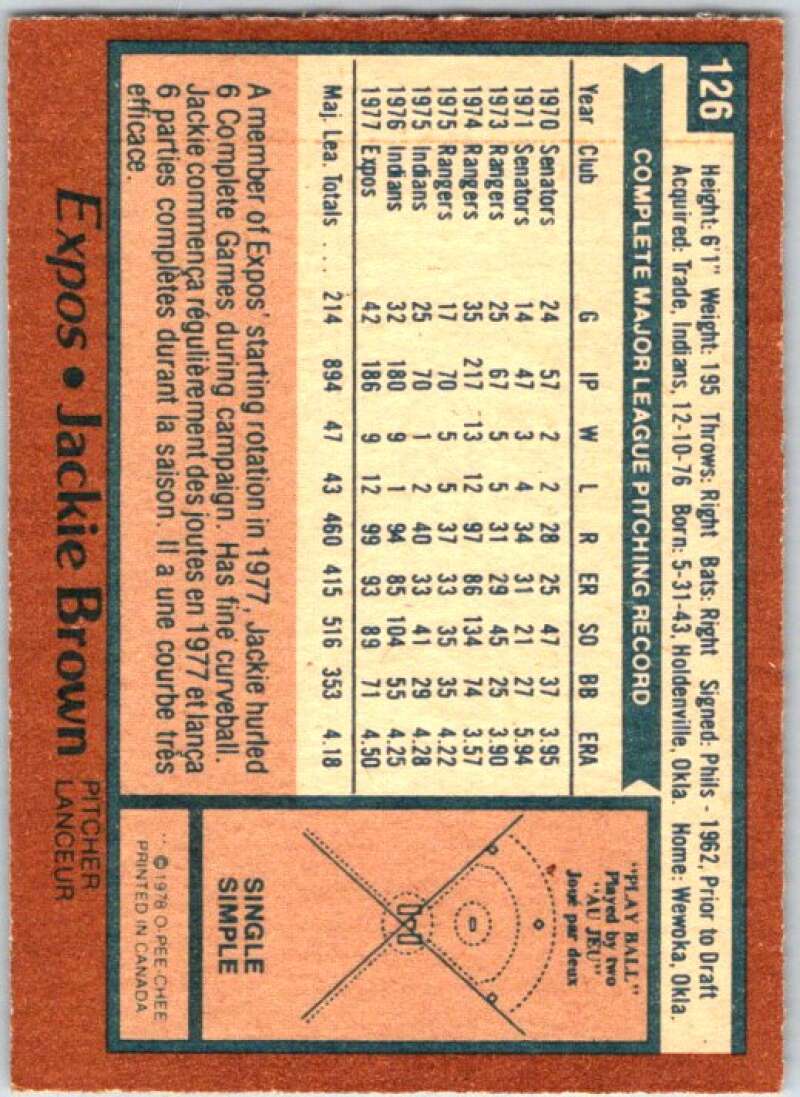 126
Height: 6'1" Weight: 195 Throws: Right Bats: Right Signed: Phils - 1962, Prior to Draft
Acquired: Trade, Indians, 12-10-76 Born: 5-31-43, Holdenville, Okla. Home: Wewoka, Okla.
COMPLETE MAJOR LEAGUE PITCHING RECORD
Year Club G IP W L R ER SO BB ERA
1970 Senators 24 57 2 2 28 25 47 37 3.95
1971 Senators 14 47 3 4 34 31 21 27 5.94
1973 Rangers 25 67 5 5 31 29 45 25 3.90
1974 Rangers 35 217 13 12 97 86 134 74 3.57
1975 Rangers 17 70 5 5 37 33 35 35 4.22
1975 Indians 25 70 1 2 40 33 41 29 4.28
1976 Indians 32 180 9 1 94 85 104 55 4.25
1977 Expos 42 186 9 12 99 93 89 71 4.50
Maj. Lea. Totals .... 214 894 47 43 460 415 516 353 4.18
A member of Expos' starting rotation in 1977, Jackie hurled
6 Complete Games during campaign. Has fine curveball.
Jackie commença régulièrement des joutes en 1977 et lança
6 parties complètes durant la saison. Il a une courbe très
efficace.
"PLAY BALL"
Played by two
"AU JEU"
Joué par deux
SINGLE
SIMPLE
** © 1978 O-PEE-CHEE
PRINTED IN CANADA
Expos • Jackie Brown PITCHER
LANCEUR